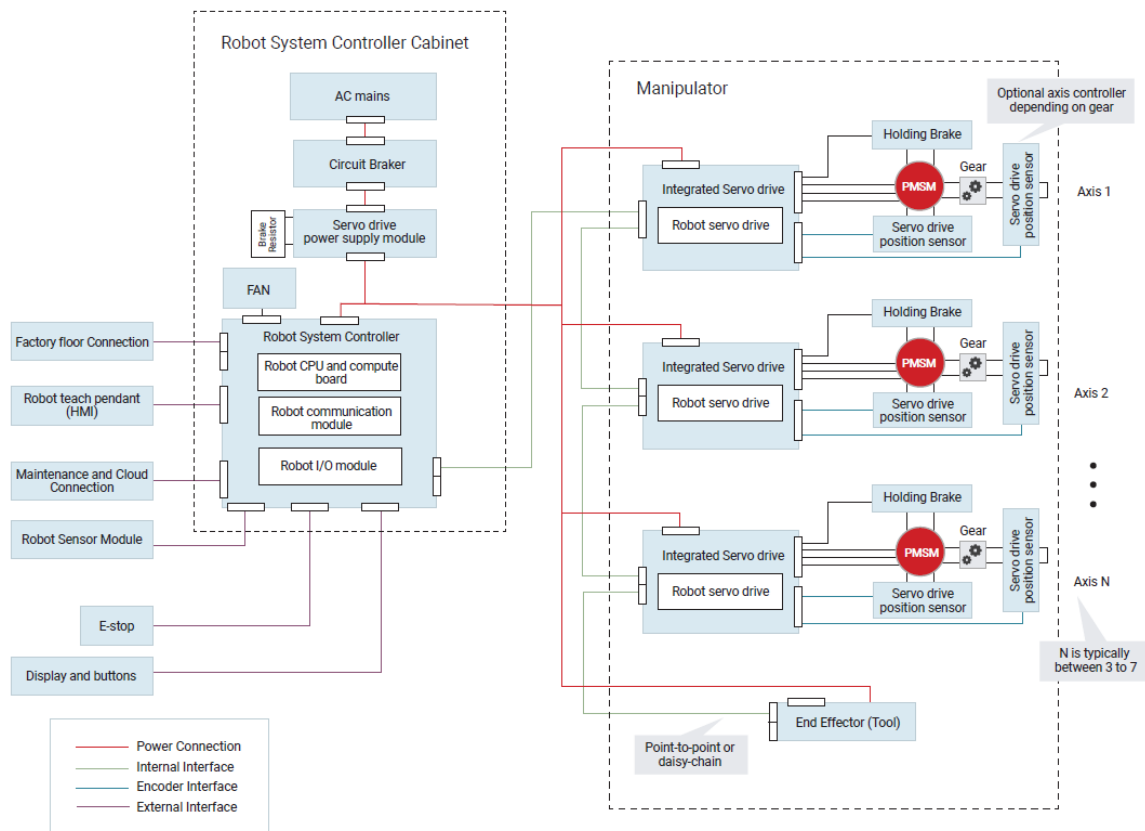 Robot System Controller Cabinet
AC mains
Circuit Braker
Servo drive
power supply module
Brake
Resistor
FAN
Robot System Controller
Robot CPU and compute
board
Robot communication
module
Robot I/O module
Factory floor Connection
Robot teach pendant
(HMI)
Maintenance and Cloud
Connection
Robot Sensor Module
E-stop
Display and buttons
Power Connection
Internal Interface
Encoder Interface
External Interface
Manipulator
Optional axis controller
depending on gear
Integrated Servo drive
Robot servo drive
Holding Brake
PMSM
Gear
Servo drive
position sensor
Servo drive
position sensor
Axis 1
Integrated Servo drive
Robot servo drive
Holding Brake
PMSM
Gear
Servo drive
position sensor
Servo drive
position sensor
Axis 2
Integrated Servo drive
Robot servo drive
Holding Brake
PMSM
Gear
Servo drive
position sensor
Servo drive
position sensor
Axis N
N is typically
between 3 to 7
End Effector (Tool)
Point-to-point or
daisy-chain